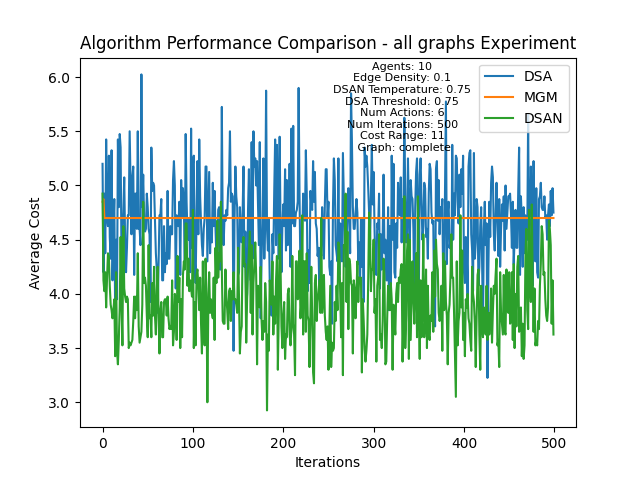 Algorithm Performance Comparison - all graphs Experiment
Agents: 10
Edge Density: 0.1
DSAN Temperature: 0.75
DSA Threshold: 0.75
Num Actions: 6
Num Iterations: 500
Cost Range: 11
Graph: complete
DSA
MGM
DSAN
Average Cost
6.0
5.5
5.0
4.5
4.0
3.5
3.0
0
100
200
300
400
500
Iterations